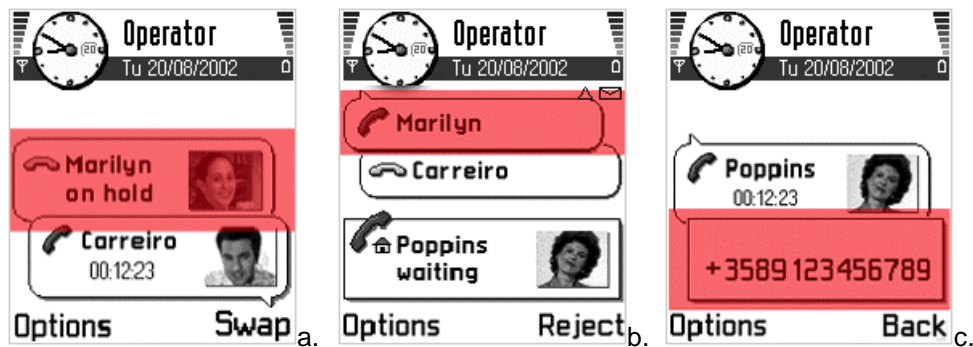 Operator
Tu 20/08/2002
Marilyn
on hold
Carreiro
00:12:23
Options Swap
a.
Operator
Tu 20/08/2002
Marilyn
Carreiro
Poppins
waiting
Options Reject
b.
Operator
Tu 20/08/2002
Poppins
00:12:23
+3589123456789
Options Back
c.